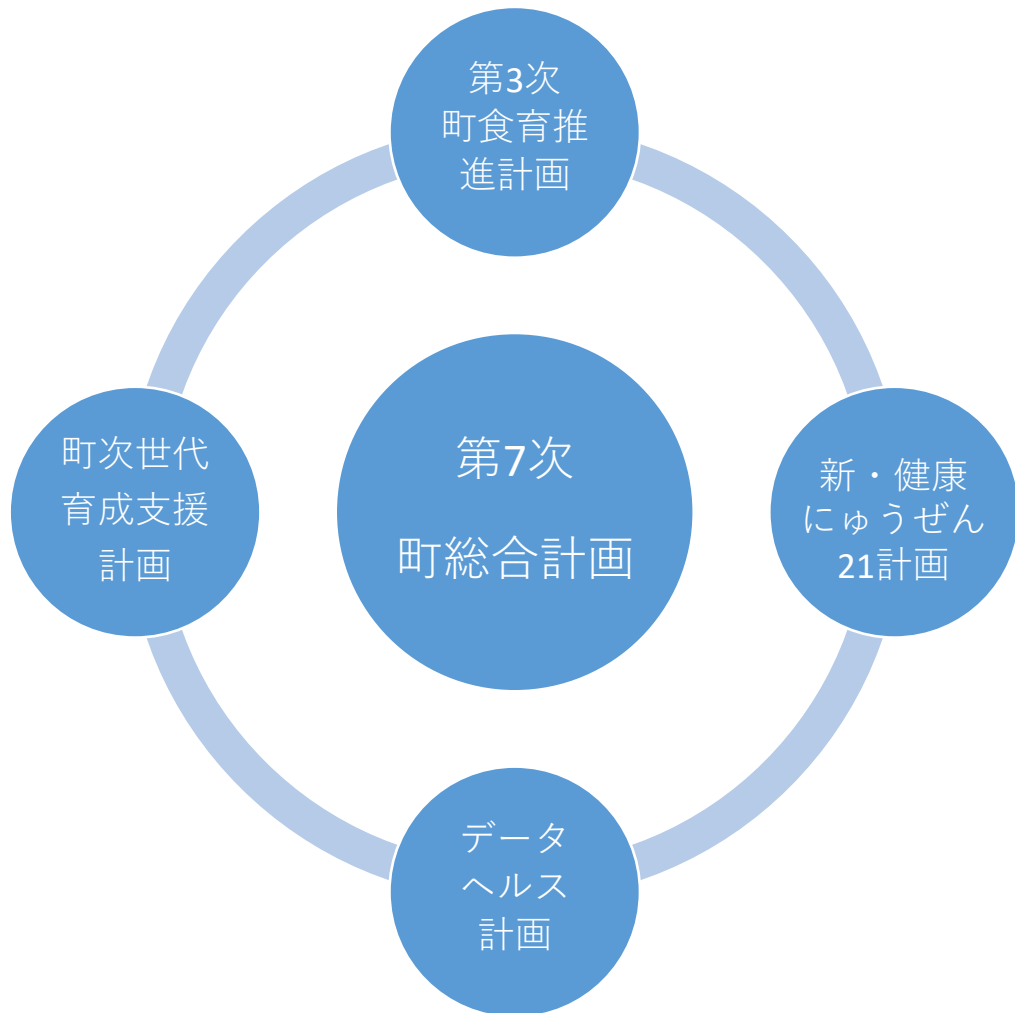 第3次
町食育推
進計画
町次世代
育成支援
計画
第7次
町総合計画
新・健康
にゅうぜん
21計画
データ
ヘルス
計画